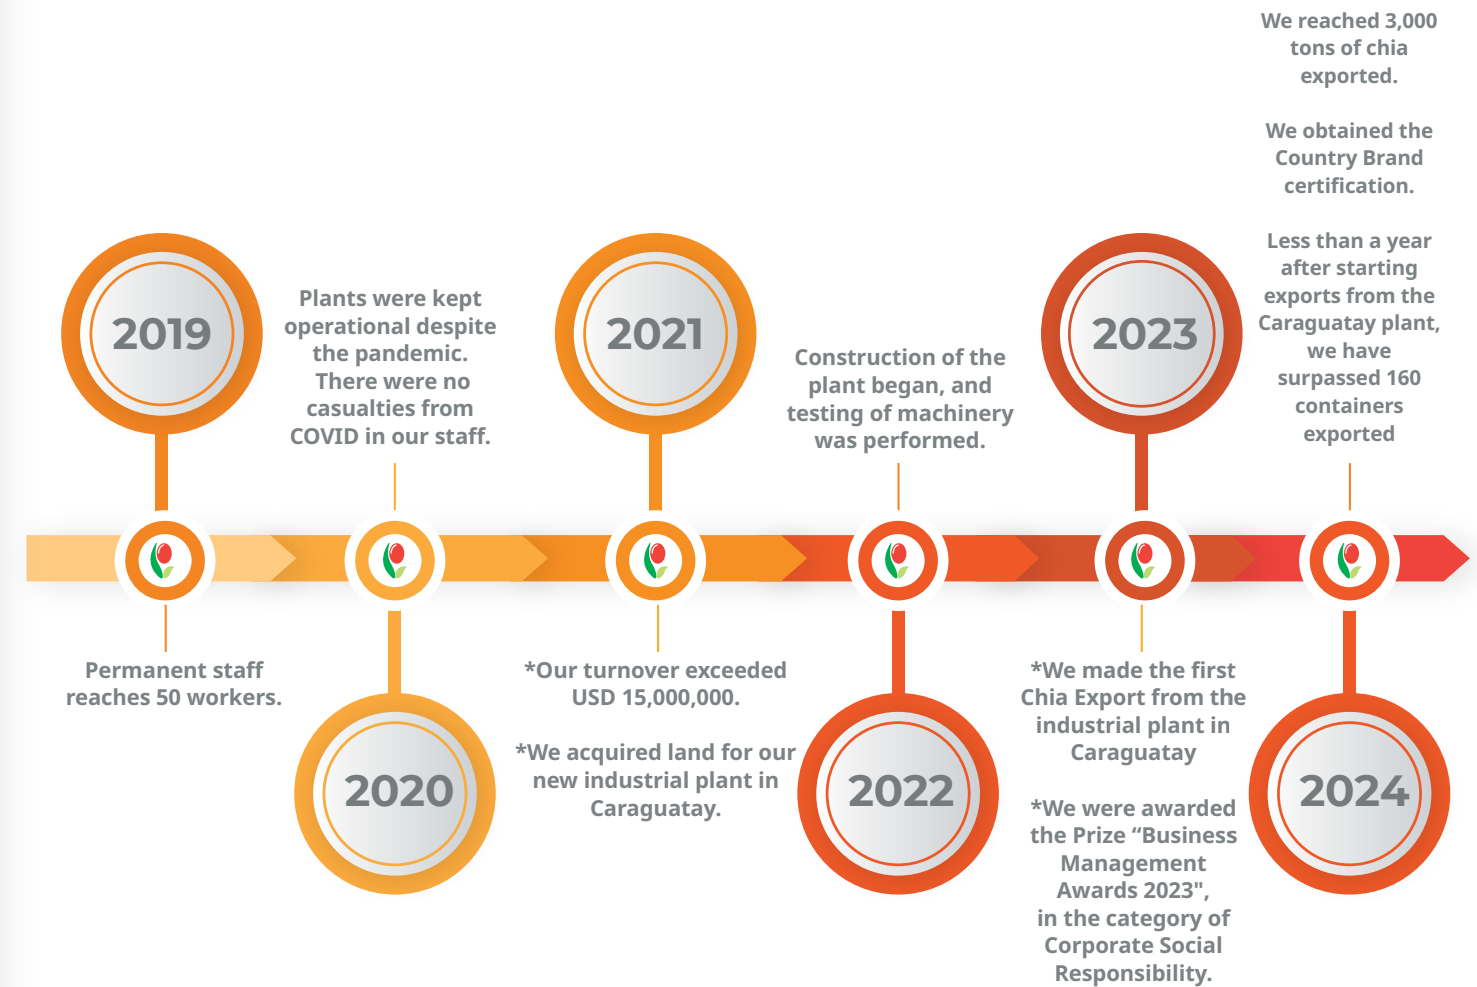 2019
Permanent staff
reaches 50 workers.
Plants were kept
operational despite
the pandemic.
There were no
casualties from
COVID in our staff.
2020
2021
*Our turnover exceeded
USD 15,000,000.
*We acquired land for our
new industrial plant in
Caraguatay.
Construction of the
plant began, and
testing of machinery
was performed.
2022
2023
*We made the first
Chia Export from the
industrial plant in
Caraguatay
*We were awarded
the Prize “Business
Management
Awards 2023",
in the category of
Corporate Social
Responsibility.
We reached 3,000
tons of chia
exported.
We obtained the
Country Brand
certification.
Less than a year
after starting
exports from the
Caraguatay plant,
we have
surpassed 160
containers
exported
2024